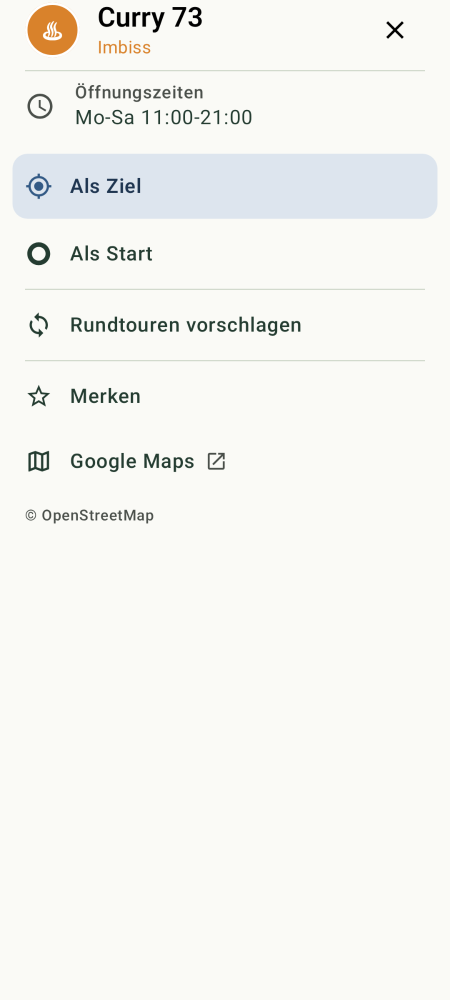 Curry 73
Imbiss
Öffnungszeiten
Mo-Sa 11:00-21:00
Als Ziel
Als Start
Rundtouren vorschlagen
Merken
Google Maps
© OpenStreetMap